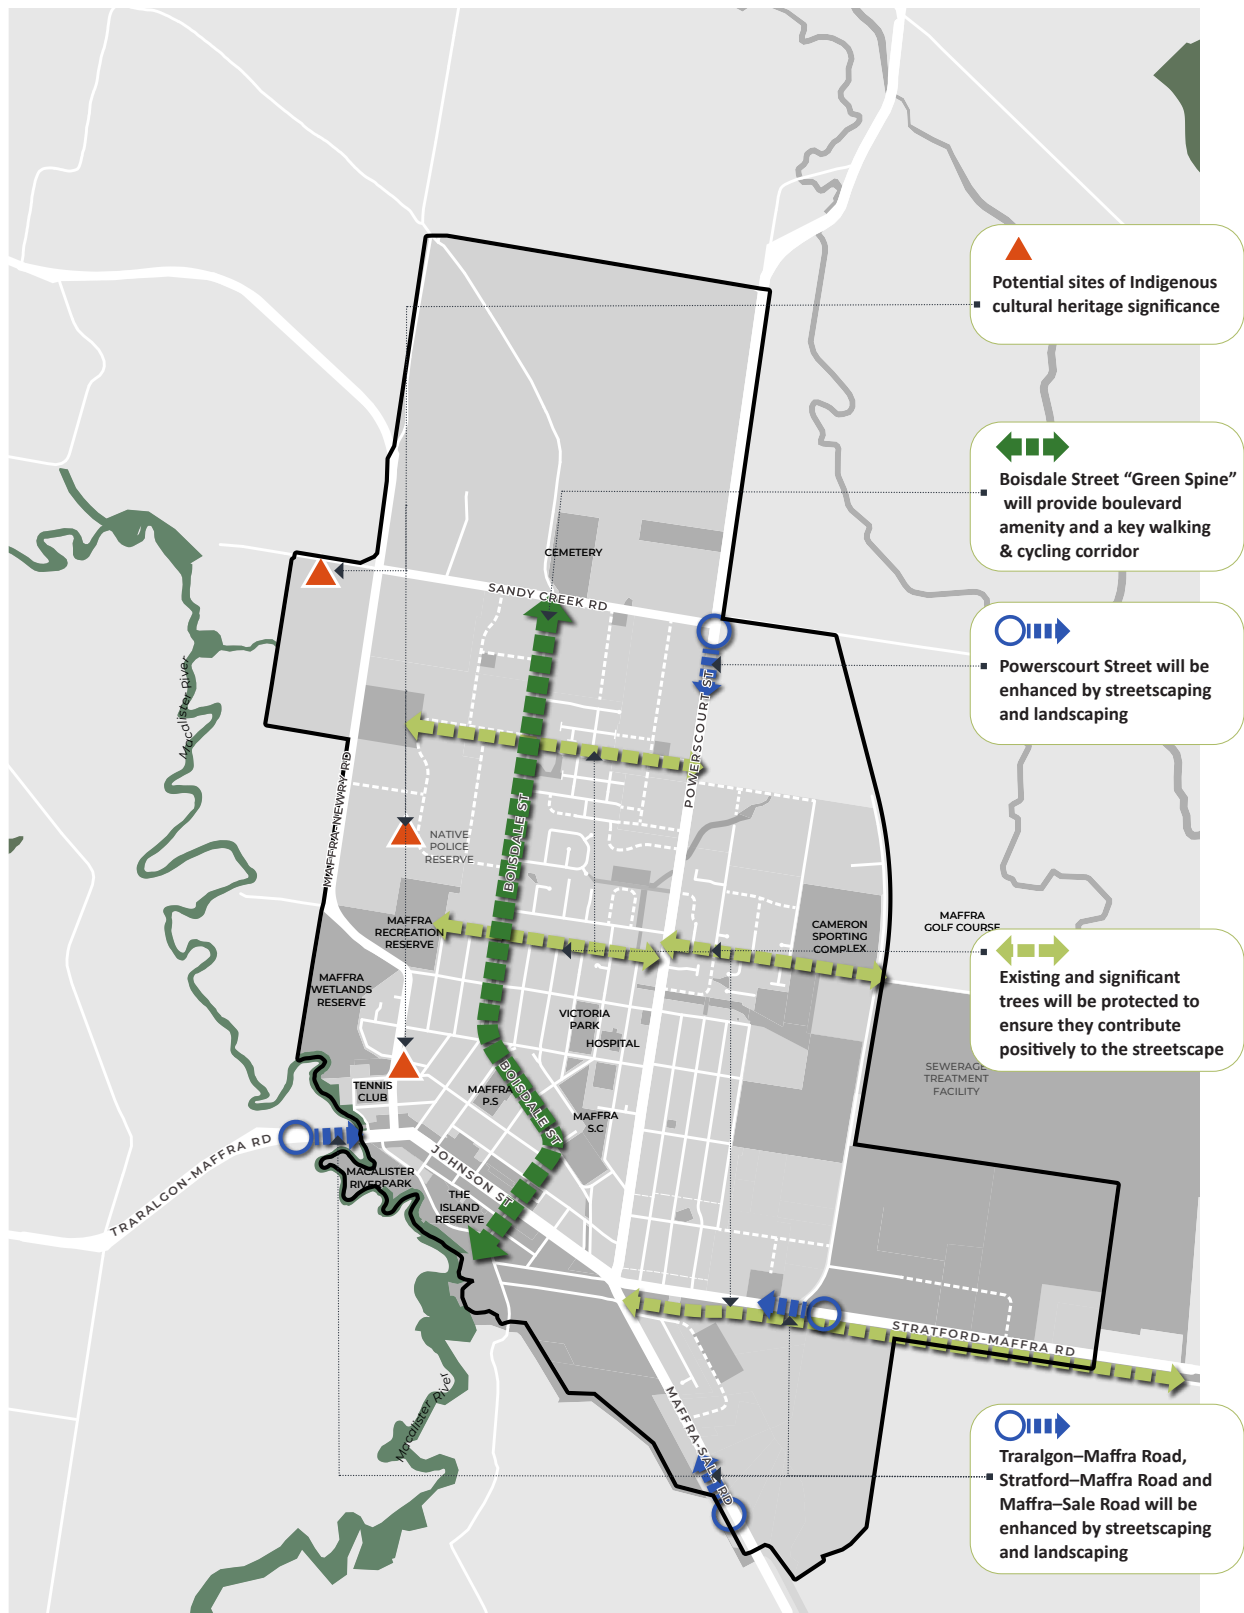 Potential sites of Indigenous
cultural heritage significance
Boisdale Street “Green Spine”
will provide boulevard
amenity and a key walking
& cycling corridor
CEMETERY
SANDY CREEK RD
Powerscourt Street will be
enhanced by streetscaping
and landscaping
Macalister River
POWERSCOURT ST
MAFFRA-NEWRY RD
BOISDALE ST
NATIVE
POLICE
RESERVE
MAFFRA
RECREATION
RESERVE
CAMERON
SPORTING
COMPLEX
MAFFRA
GOLF COURSE
MAFFRA
WETLANDS
RESERVE
Existing and significant
trees will be protected to
ensure they contribute
positively to the streetscape
VICTORIA
PARK
HOSPITAL
SEWERAGE
TREATMENT
FACILITY
TENNIS
CLUB
MAFFRA
P.S
BOISDALE ST
MAFFRA
S.C
TRARALGON-MAFFRA RD
JOHNSON ST
MACALISTER
RIVERPARK
THE
ISLAND
RESERVE
STRATFORD-MAFFRA RD
Macalister River
MAFFRA-SALE RD
Traralgon–Maffra Road,
Stratford–Maffra Road and
Maffra–Sale Road will be
enhanced by streetscaping
and landscaping